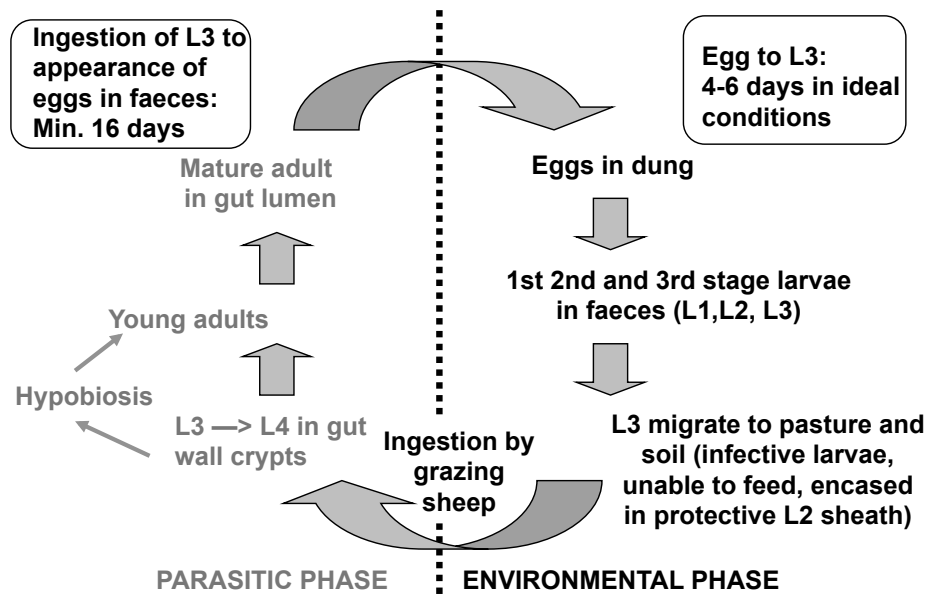 Ingestion of L3 to
appearance of
eggs in faeces:
Min. 16 days
Egg to L3:
4-6 days in ideal
conditions
Mature adult
in gut lumen
Eggs in dung
1st 2nd and 3rd stage larvae
in faeces (L1,L2, L3)
Young adults
Hypobiosis
L3 —> L4 in gut
wall crypts
Ingestion by
grazing
sheep
L3 migrate to pasture and
soil (infective larvae,
unable to feed, encased
in protective L2 sheath)
PARASITIC PHASE
ENVIRONMENTAL PHASE